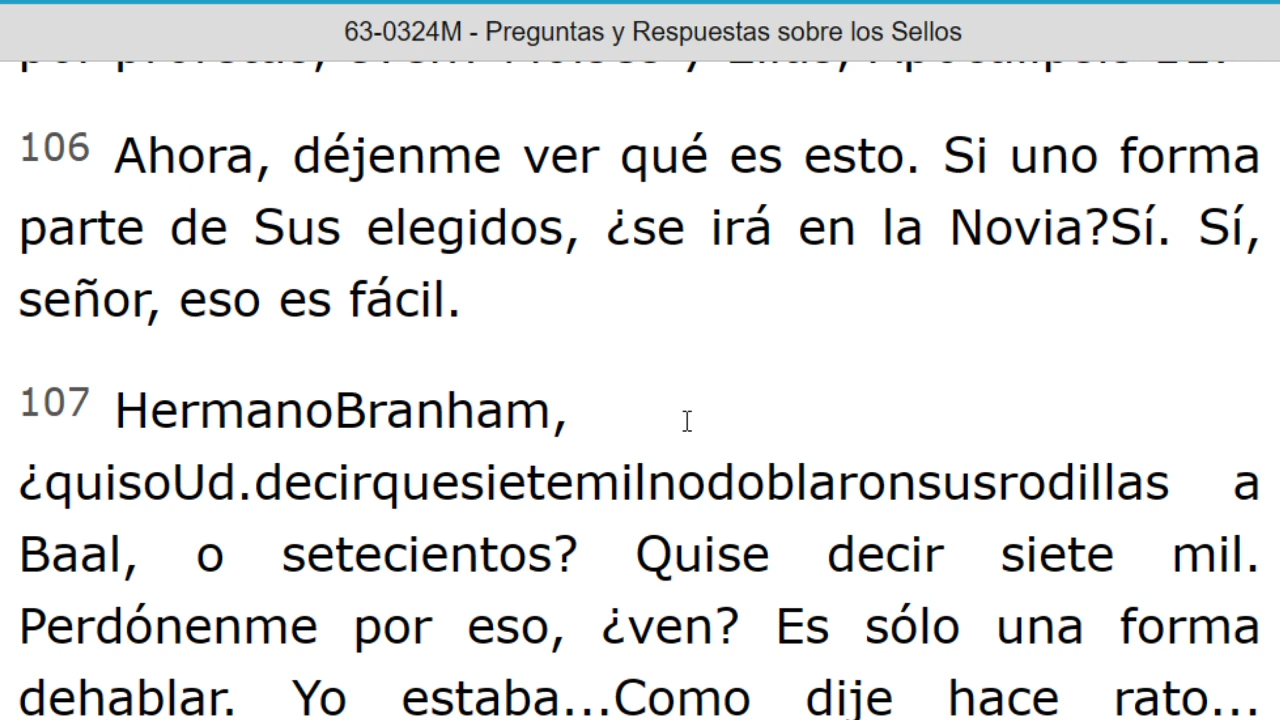 63-0324M - Preguntas y Respuestas sobre los Sellos
106 Ahora, déjenme ver qué es esto. Si uno forma
parte de Sus elegidos, ¿se irá en la Novia?Sí. Sí,
señor, eso es fácil.
107 HermanoBranham,
¿quisoUd.decirquesietemilnodoblaronsusrodillas a
Baal, o setecientos? Quise decir siete mil.
Perdónenme por eso, ¿ven? Es sólo una forma
dehablar. Yo estaba...Como dije hace rato...